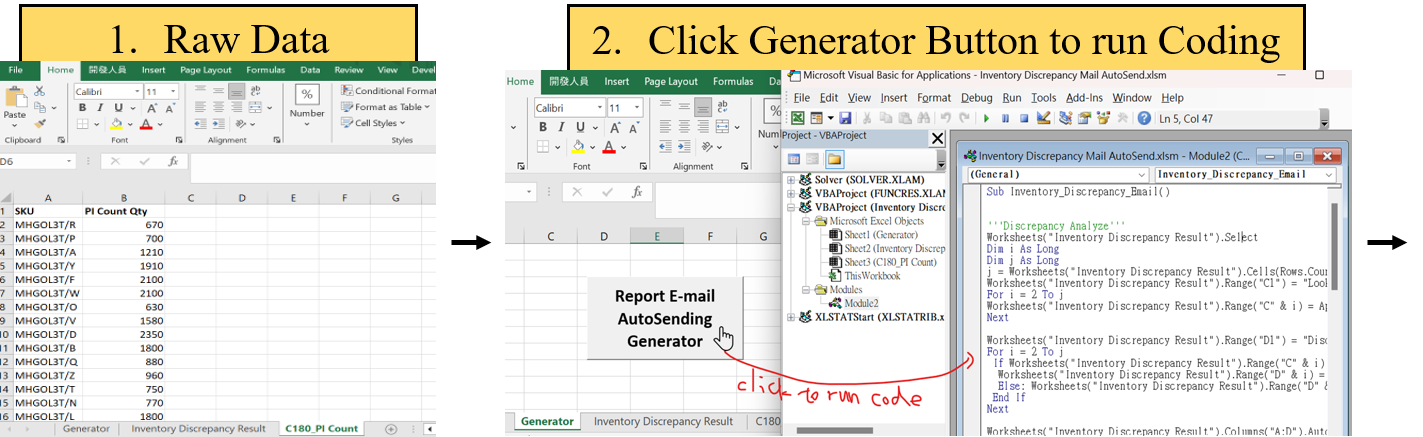 1. Raw Data
File Home 開發人員 Insert Page Layout Formulas Data Review View Devel
Calibri 11
Paste
B I U
Number
Conditional Format
Format as Table
Cell Styles
Clipboard Font Alignment Styles
D6 fx
A B C D E F G
1 SKU PI Count Qty
2 MHGOL3T/R 670
3 MHGOL3T/P 700
4 MHGOL3T/A 1210
5 MHGOL3T/Y 1910
6 MHGOL3T/F 2100
7 MHGOL3T/W 2100
8 MHGOL3T/O 630
9 MHGOL3T/V 1580
10 MHGOL3T/D 2350
11 MHGOL3T/B 1800
12 MHGOL3T/Q 880
13 MHGOL3T/Z 960
14 MHGOL3T/T 750
15 MHGOL3T/N 770
16 MHGOL3T/L 1800
Generator Inventory Discrepancy Result C180_PI Count
2. Click Generator Button to run Coding
Home 開發人員 Insert Page Layout Formulas Da
Calibri 11
B I U
%
Num
Font Alignment
fx
C D E F G
Report E-mail
AutoSending
Generator
click to run code
Generator Inventory Discrepancy Result C180
Microsoft Visual Basic for Applications - Inventory Discrepancy Mail AutoSend.xlsm
File Edit View Insert Format Debug Run Tools Add-Ins Window Help
Ln 5, Col 47
Project - VBAProject
Solver (SOLVER.XLAM)
VBAProject (FUNCRES.XLAM
VBAProject (Inventory Discre
Microsoft Excel Objects
Sheet1 (Generator)
Sheet2 (Inventory Discrep
Sheet3 (C180_PI Count)
ThisWorkbook
Modules
Module2
XLSTATStart (XLSTATRIB.x
Inventory Discrepancy Mail AutoSend.xlsm - Module2 (C...
(General) Inventory_Discrepancy_Email
Sub Inventory_Discrepancy_Email()
'''Discrepancy Analyze'''
Worksheets("Inventory Discrepancy Result").Select
Dim i As Long
Dim j As Long
j = Worksheets("Inventory Discrepancy Result").Cells(Rows.Coun
Worksheets("Inventory Discrepancy Result").Range("C1") = "Look
For i = 2 To j
Worksheets("Inventory Discrepancy Result").Range("C" & i) = Ap
Next
Worksheets("Inventory Discrepancy Result").Range("D1") = "Disc
For i = 2 To j
If Worksheets("Inventory Discrepancy Result").Range("C" & i)
Worksheets("Inventory Discrepancy Result").Range("D" & i) =
Else: Worksheets("Inventory Discrepancy Result").Range("D" &
End If
Next
Worksheets("Inventory Discrepancy Result").Columns("A:D").Auto